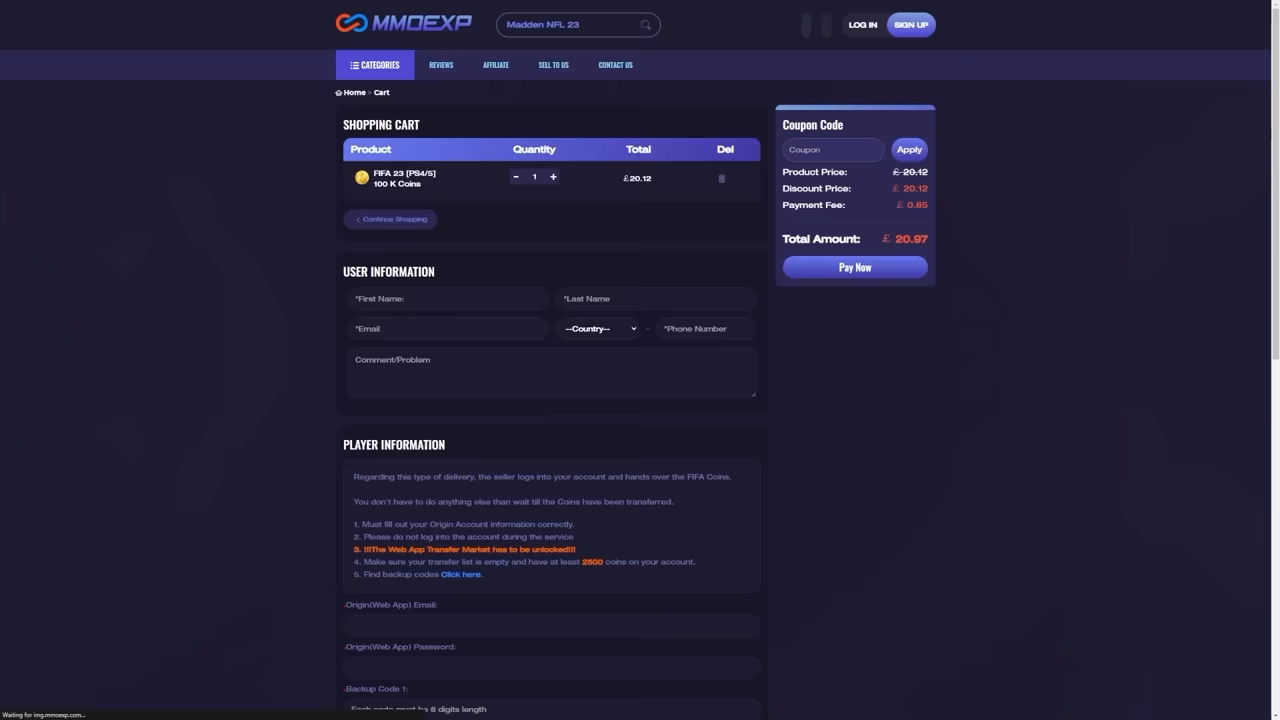 MMOEXP
Madden NFL 23
LOG IN
SIGN UP
CATEGORIES
REVIEWS
AFFILIATE
SELL TO US
CONTACT US
Home > Cart
SHOPPING CART
Product Quantity Total Del
FIFA 23 [PS4/5]
100 K Coins
- 1 +
£20.12
< Continue Shopping
Coupon Code
Coupon
Apply
Product Price: £ 20.12
Discount Price: £ 20.12
Payment Fee: £ 0.85
Total Amount: £ 20.97
Pay Now
USER INFORMATION
*First Name:
*Last Name
*Email
--Country--
-
*Phone Number
Comment/Problem
PLAYER INFORMATION
Regarding this type of delivery, the seller logs into your account and hands over the FIFA Coins.
You don't have to do anything else than wait till the Coins have been transferred.
1. Must fill out your Origin Account information correctly.
2. Please do not log into the account during the service
3. !!!The Web App Transfer Market has to be unlocked!!!
4. Make sure your transfer list is empty and have at least 2500 coins on your account.
5. Find backup codes Click here.
*Origin(Web App) Email:
*Origin(Web App) Password:
*Backup Code 1:
Each code must be 8 digits length
Waiting for img.mmoexp.com...